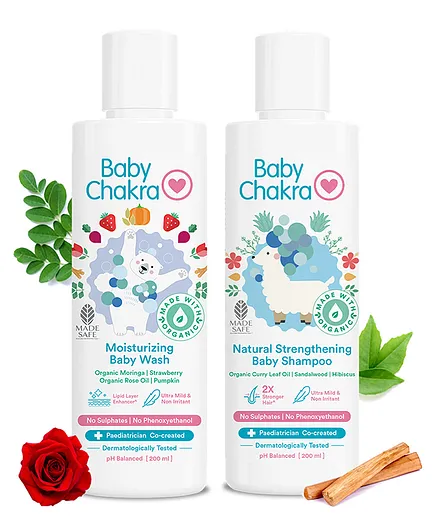 Baby
Chakra
MADE WITH ORGANIC
MADE
SAFE
Moisturizing
Baby Wash
Organic Moringa | Strawberry
Organic Rose Oil | Pumpkin
Lipid Layer
Enhancer*
Ultra Mild &
Non Irritant
No Sulphates | No Phenoxyethanol
Paediatrician Co-created
Dermatologically Tested
pH Balanced [200 ml]
Baby
Chakra
MADE WITH ORGANIC
MADE
SAFE
Natural Strengthening
Baby Shampoo
Organic Curry Leaf Oil | Sandalwood | Hibiscus
2X
Stronger
Hair*
Ultra Mild &
Non Irritant
No Sulphates | No Phenoxyethanol
Paediatrician Co-created
Dermatologically Tested
pH Balanced [200 ml]